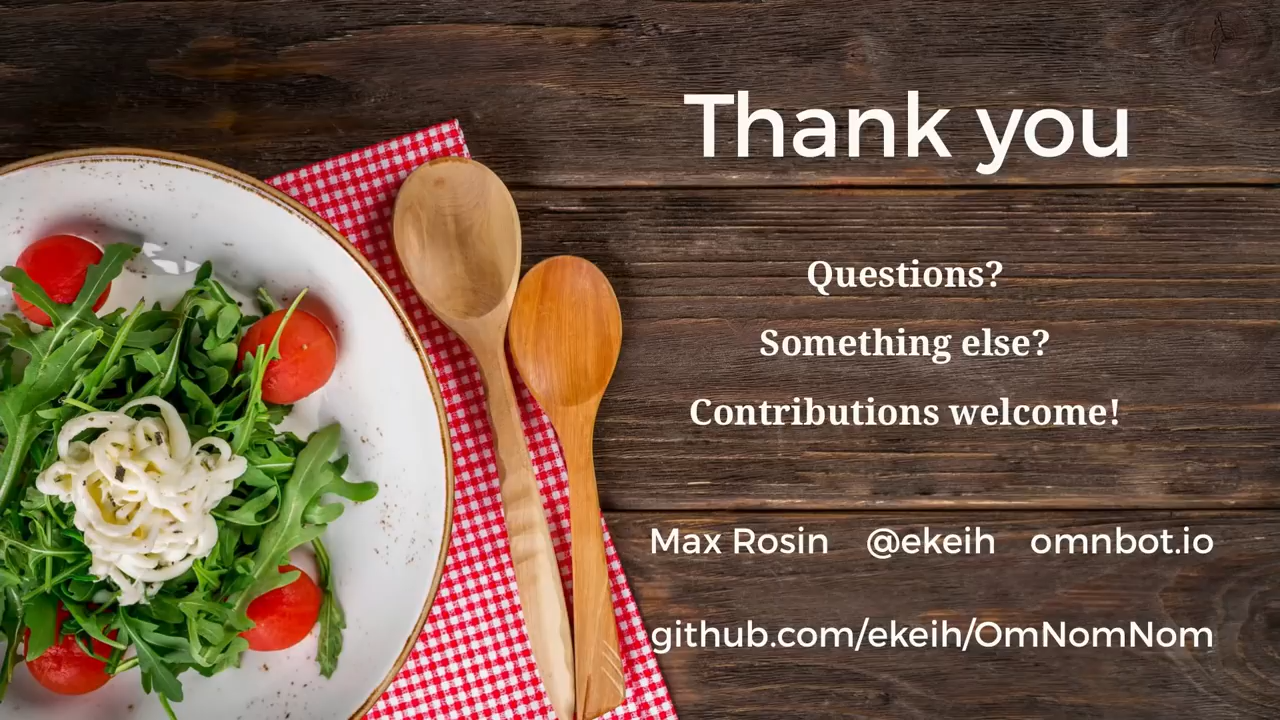 Thank you
Questions?
Something else?
Contributions welcome!
Max Rosin @ekeih omnbot.io
github.com/ekeih/OmNomNom